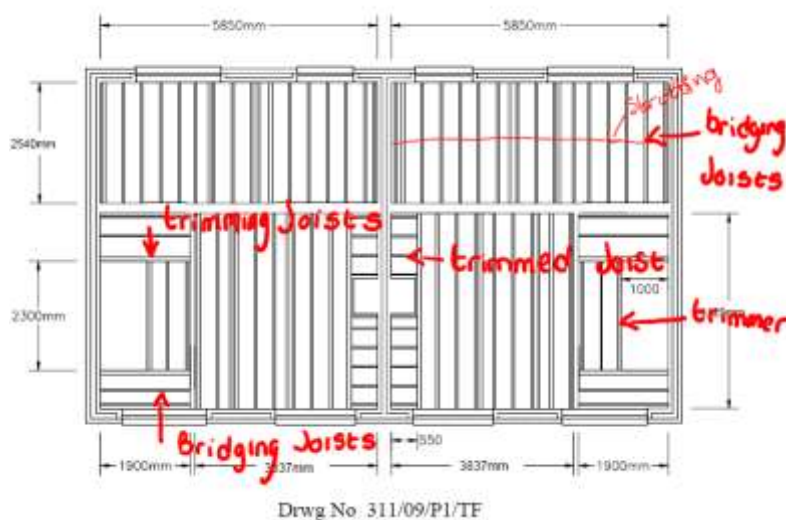 5850mm 5850mm
Strutting
bridging
Joists
2540mm
trimming Joists
trimmed Joist
1000
2300mm
trimmer
Bridging Joists
550
1900mm 3837mm 3837mm 1900mm
Drwg No 311/09/P1/TF